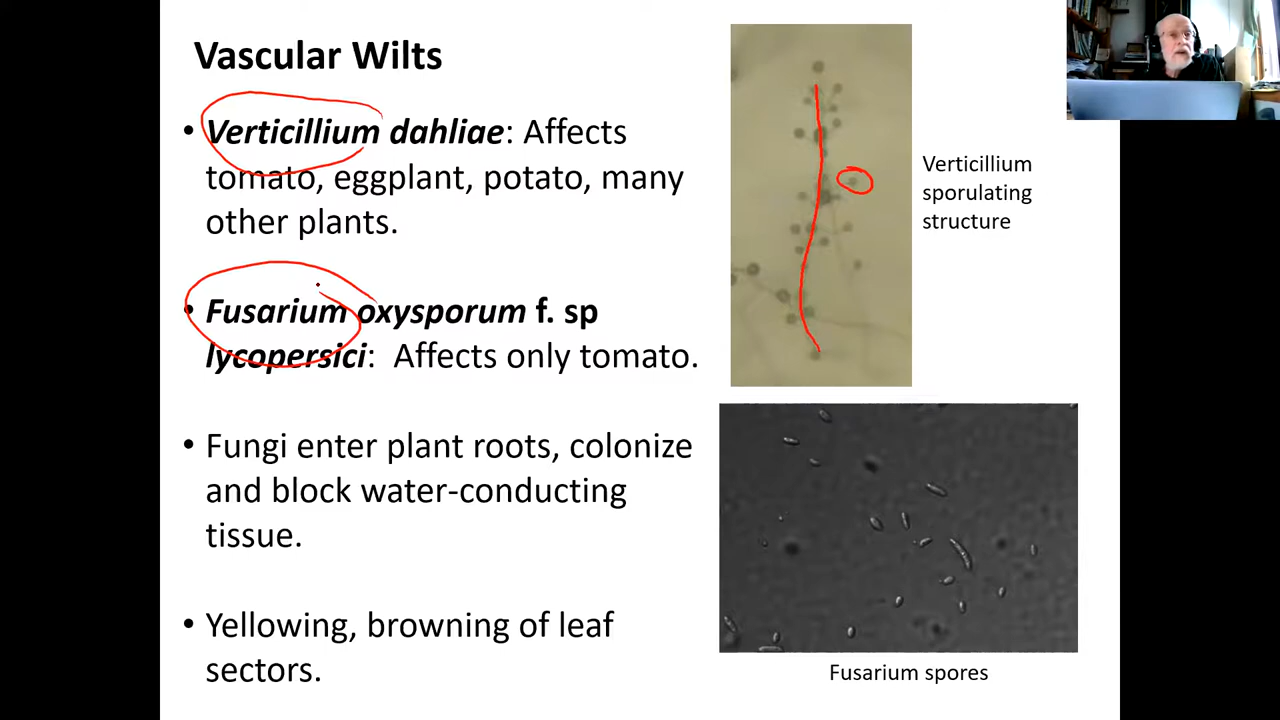 Vascular Wilts
• Verticillium dahliae: Affects
tomato, eggplant, potato, many
other plants.
• Fusarium oxysporum f. sp
lycopersici:  Affects only tomato.
• Fungi enter plant roots, colonize
and block water-conducting
tissue.
• Yellowing, browning of leaf
sectors.
Verticillium
sporulating
structure
Fusarium spores